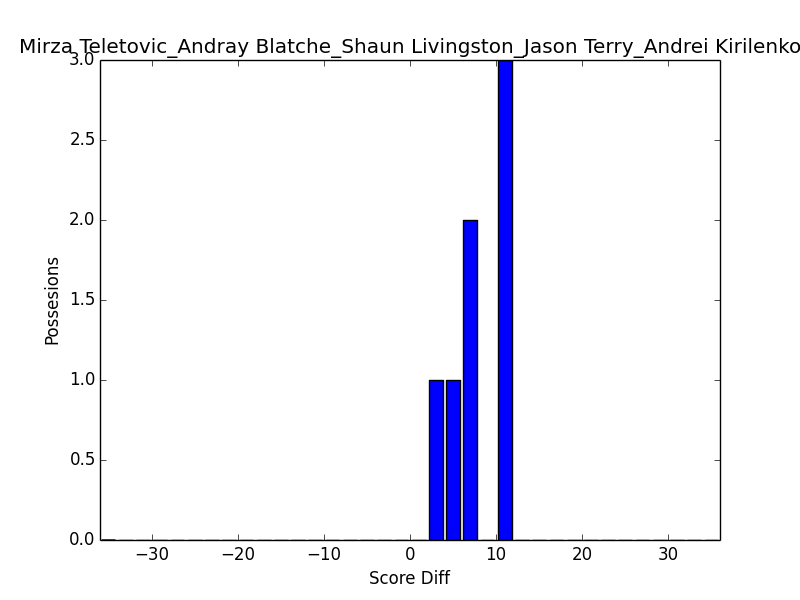 Mirza Teletovic_Andray Blatche_Shaun Livingston_Jason Terry_Andrei Kirilenko
3.0
2.5
2.0
1.5
1.0
0.5
0.0
Possesions
−30 −20 −10 0 10 20 30
Score Diff